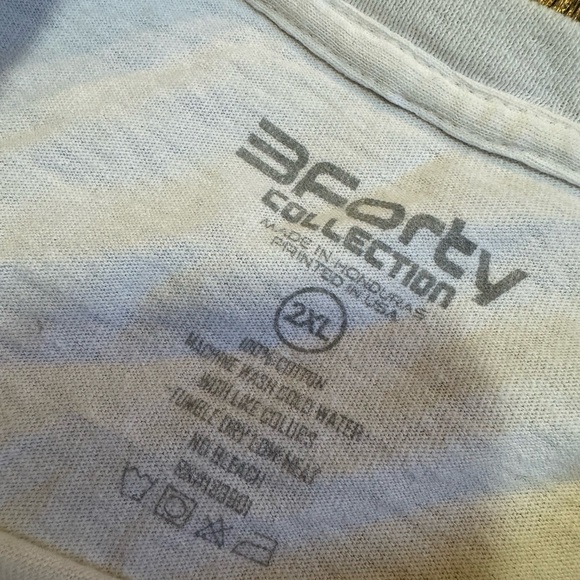 3Forty
COLLECTION
MADE IN HONDURAS,
PRINTED IN USA
2XL
100% COTTON
MACHINE WASH COLD WATER
WITH LIKE COLORS
TUMBLE DRY LOW HEAT
NO BLEACH